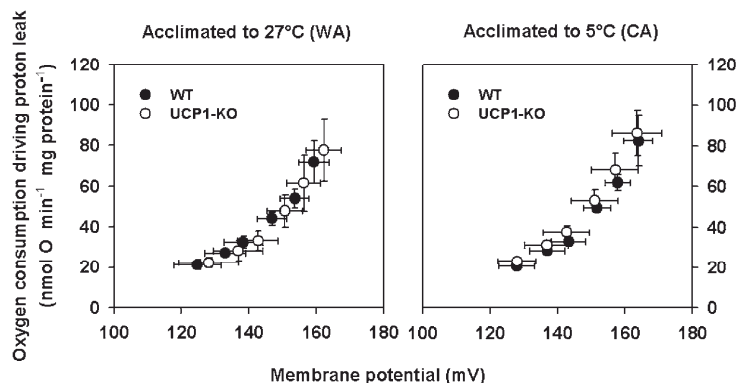 Acclimated to 27°C (WA)
Acclimated to 5°C (CA)
Oxygen consumption driving proton leak
(nmol O min⁻¹ mg protein⁻¹)
120
100
80
60
40
20
0
WT
UCP1-KO
100 120 140 160 180
WT
UCP1-KO
120
100
80
60
40
20
0
100 120 140 160 180
Membrane potential (mV)